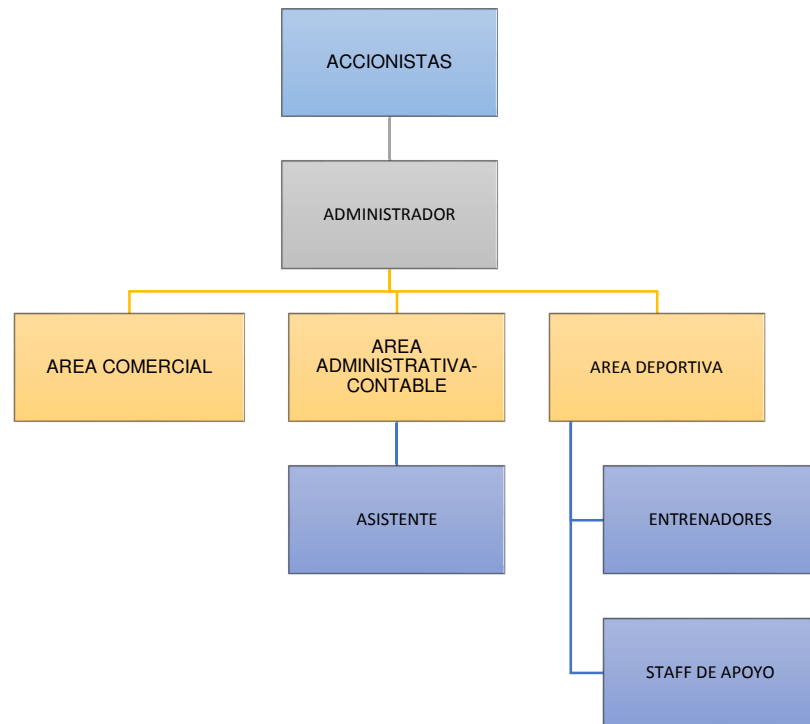 ACCIONISTAS
ADMINISTRADOR
AREA COMERCIAL
AREA
ADMINISTRATIVA-
CONTABLE
AREA DEPORTIVA
ASISTENTE
ENTRENADORES
STAFF DE APOYO